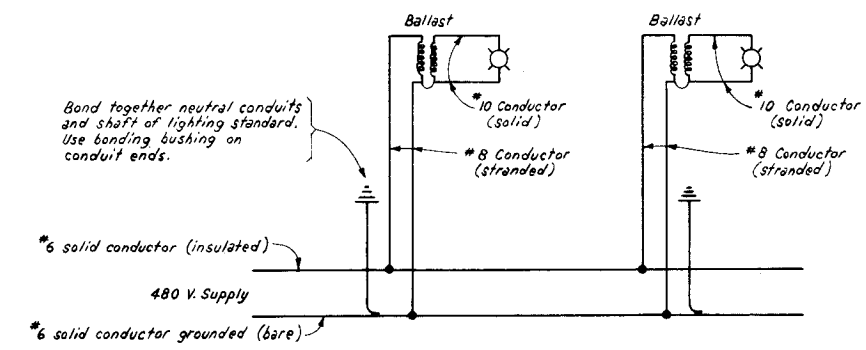 Ballast
Ballast
Bond together neutral conduits
and shaft of lighting standard.
Use bonding bushing on
conduit ends.
#10 Conductor
(solid)
#10 Conductor
(solid)
#8 Conductor
(stranded)
#8 Conductor
(stranded)
#6 solid conductor (insulated)
480 V. Supply
#6 solid conductor grounded (bare)